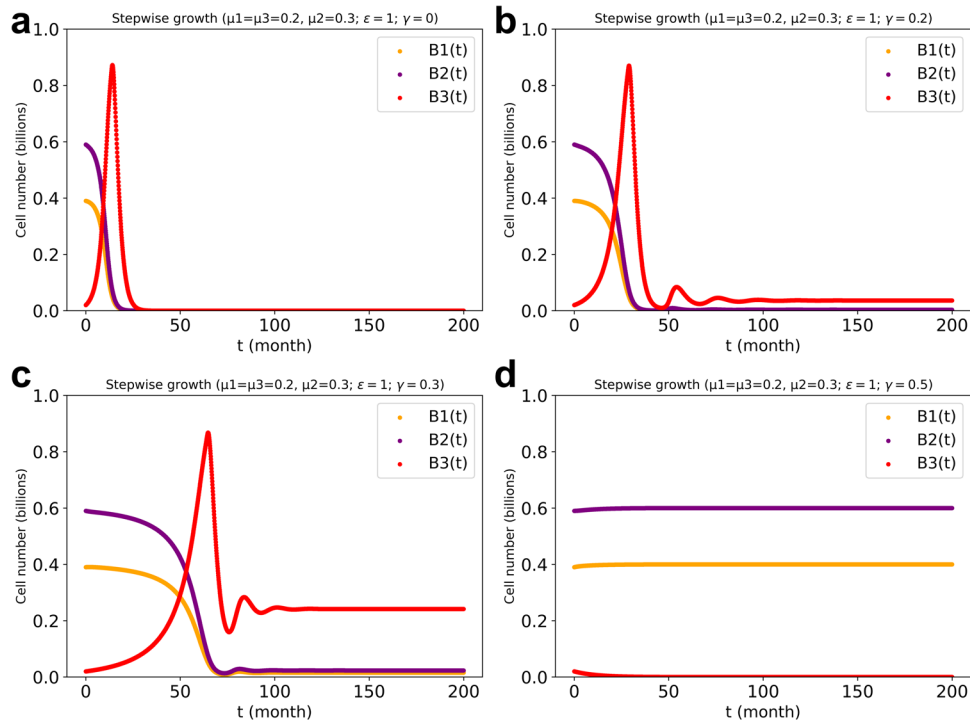 a
Stepwise growth (μ1=μ3=0.2, μ2=0.3; ε = 1; γ = 0)
Cell number (billions)
1.0
0.8
0.6
0.4
0.2
0.0
B1(t)
B2(t)
B3(t)
0 50 100 150 200
t (month)
b
Stepwise growth (μ1=μ3=0.2, μ2=0.3; ε = 1; γ = 0.2)
Cell number (billions)
1.0
0.8
0.6
0.4
0.2
0.0
B1(t)
B2(t)
B3(t)
0 50 100 150 200
t (month)
c
Stepwise growth (μ1=μ3=0.2, μ2=0.3; ε = 1; γ = 0.3)
Cell number (billions)
1.0
0.8
0.6
0.4
0.2
0.0
B1(t)
B2(t)
B3(t)
0 50 100 150 200
t (month)
d
Stepwise growth (μ1=μ3=0.2, μ2=0.3; ε = 1; γ = 0.5)
Cell number (billions)
1.0
0.8
0.6
0.4
0.2
0.0
B1(t)
B2(t)
B3(t)
0 50 100 150 200
t (month)